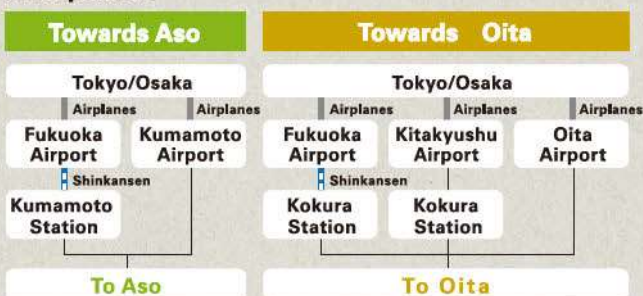 Towards Aso
Tokyo/Osaka
Airplanes
Airplanes
Fukuoka
Airport
Kumamoto
Airport
Shinkansen
Kumamoto
Station
To Aso
Towards Oita
Tokyo/Osaka
Airplanes
Airplanes
Airplanes
Fukuoka
Airport
Kitakyushu
Airport
Oita
Airport
Shinkansen
Kokura
Station
Kokura
Station
To Oita